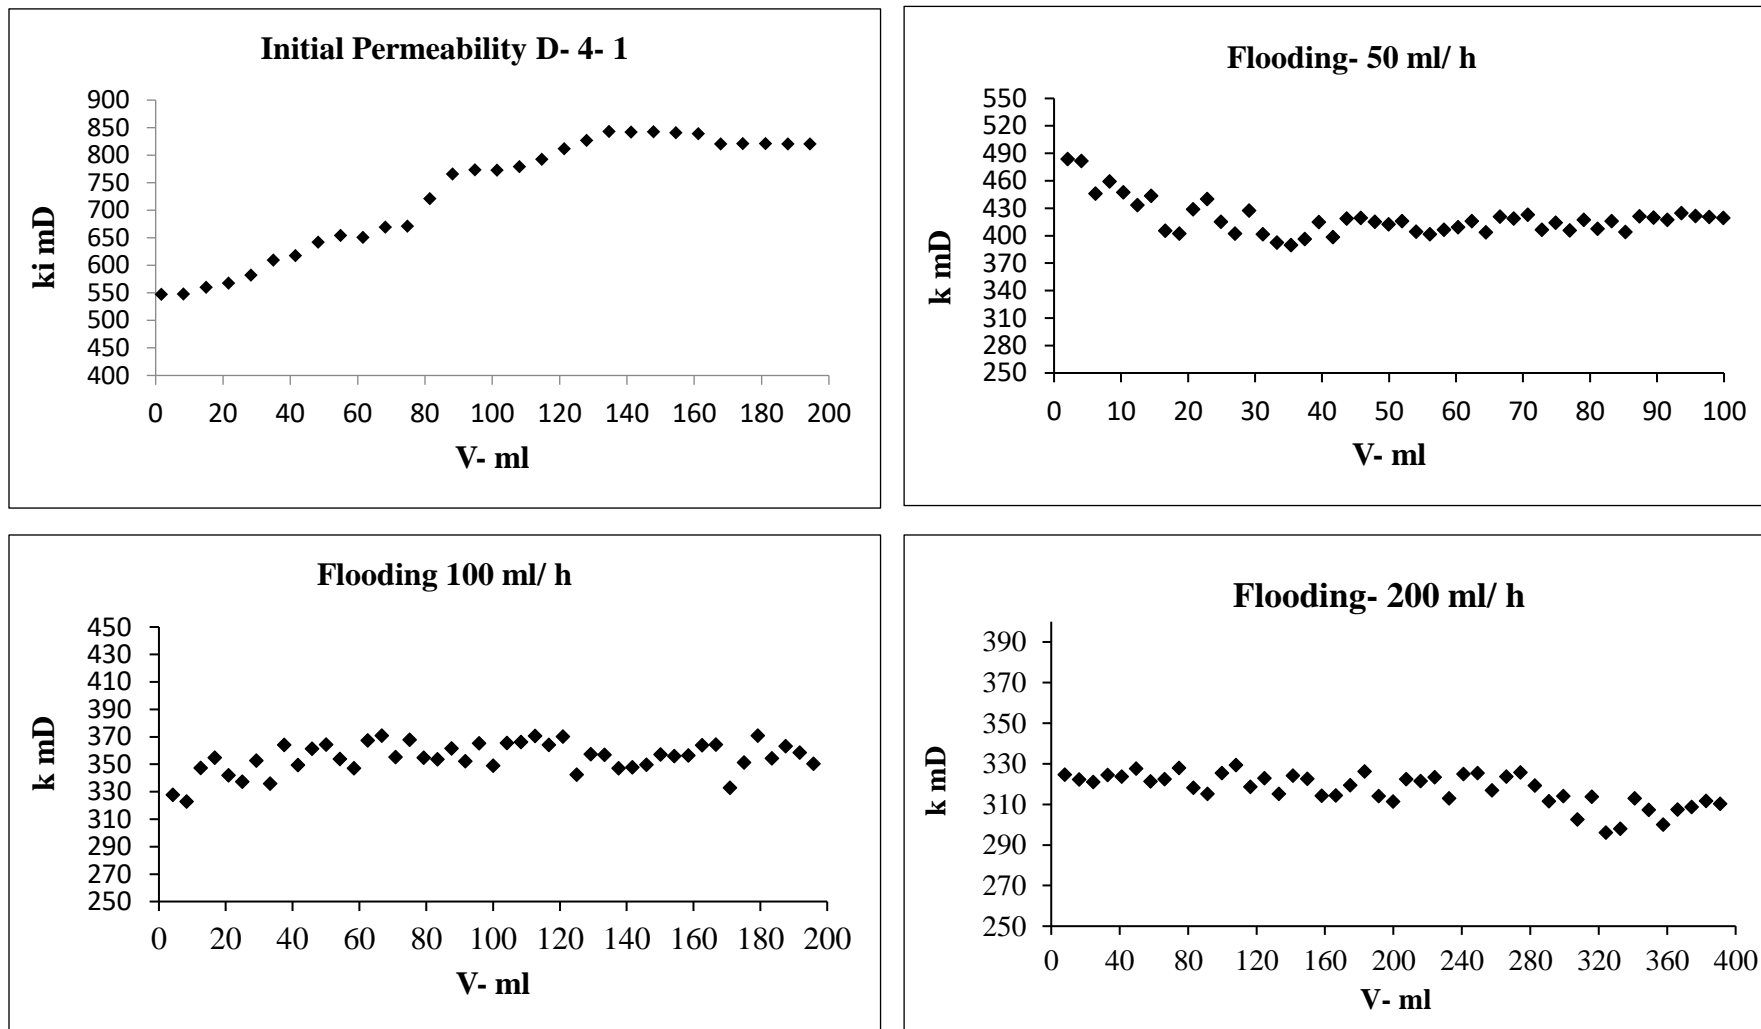 Initial Permeability D- 4- 1
900
850
800
750
700
650
600
550
500
450
400
ki mD
0 20 40 60 80 100 120 140 160 180 200
V- ml
Flooding- 50 ml/ h
550
520
490
460
430
400
370
340
310
280
250
k mD
0 10 20 30 40 50 60 70 80 90 100
V- ml
Flooding 100 ml/ h
450
430
410
390
370
350
330
310
290
270
250
k mD
0 20 40 60 80 100 120 140 160 180 200
V- ml
Flooding- 200 ml/ h
390
370
350
330
310
290
270
250
k mD
0 40 80 120 160 200 240 280 320 360 400
V- ml